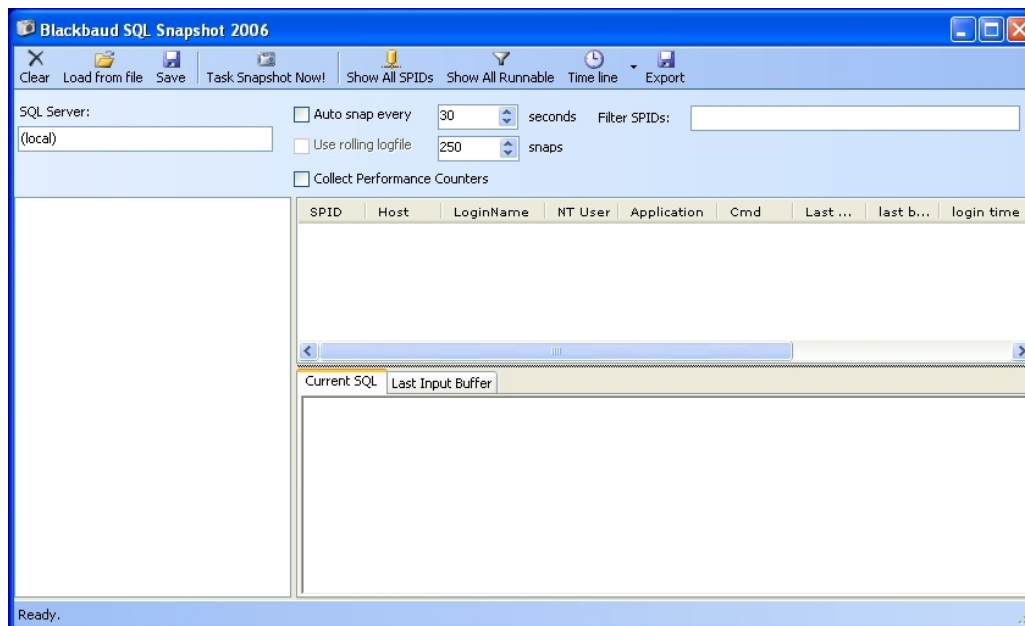 Blackbaud SQL Snapshot 2006
Clear Load from file Save Task Snapshot Now! Show All SPIDs Show All Runnable Time line Export
SQL Server:
(local)
Auto snap every 30 seconds Filter SPIDs:
Use rolling logfile 250 snaps
Collect Performance Counters
SPID Host LoginName NT User Application Cmd Last ... last b... login time
Current SQL Last Input Buffer
Ready.